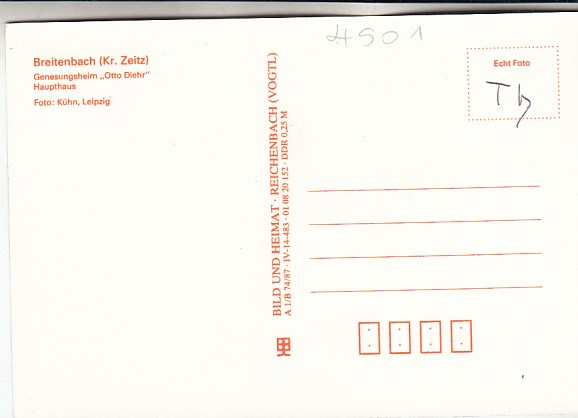 4501
Breitenbach (Kr. Zeitz)
Genesungsheim „Otto Diehr"
Haupthaus
Foto: Kühn, Leipzig
BILD UND HEIMAT · REICHENBACH (VOGTL)
A 1/B 74/87 · IV-14-483 · 01 08 20 152 · DDR 0,25 M
Echt Foto